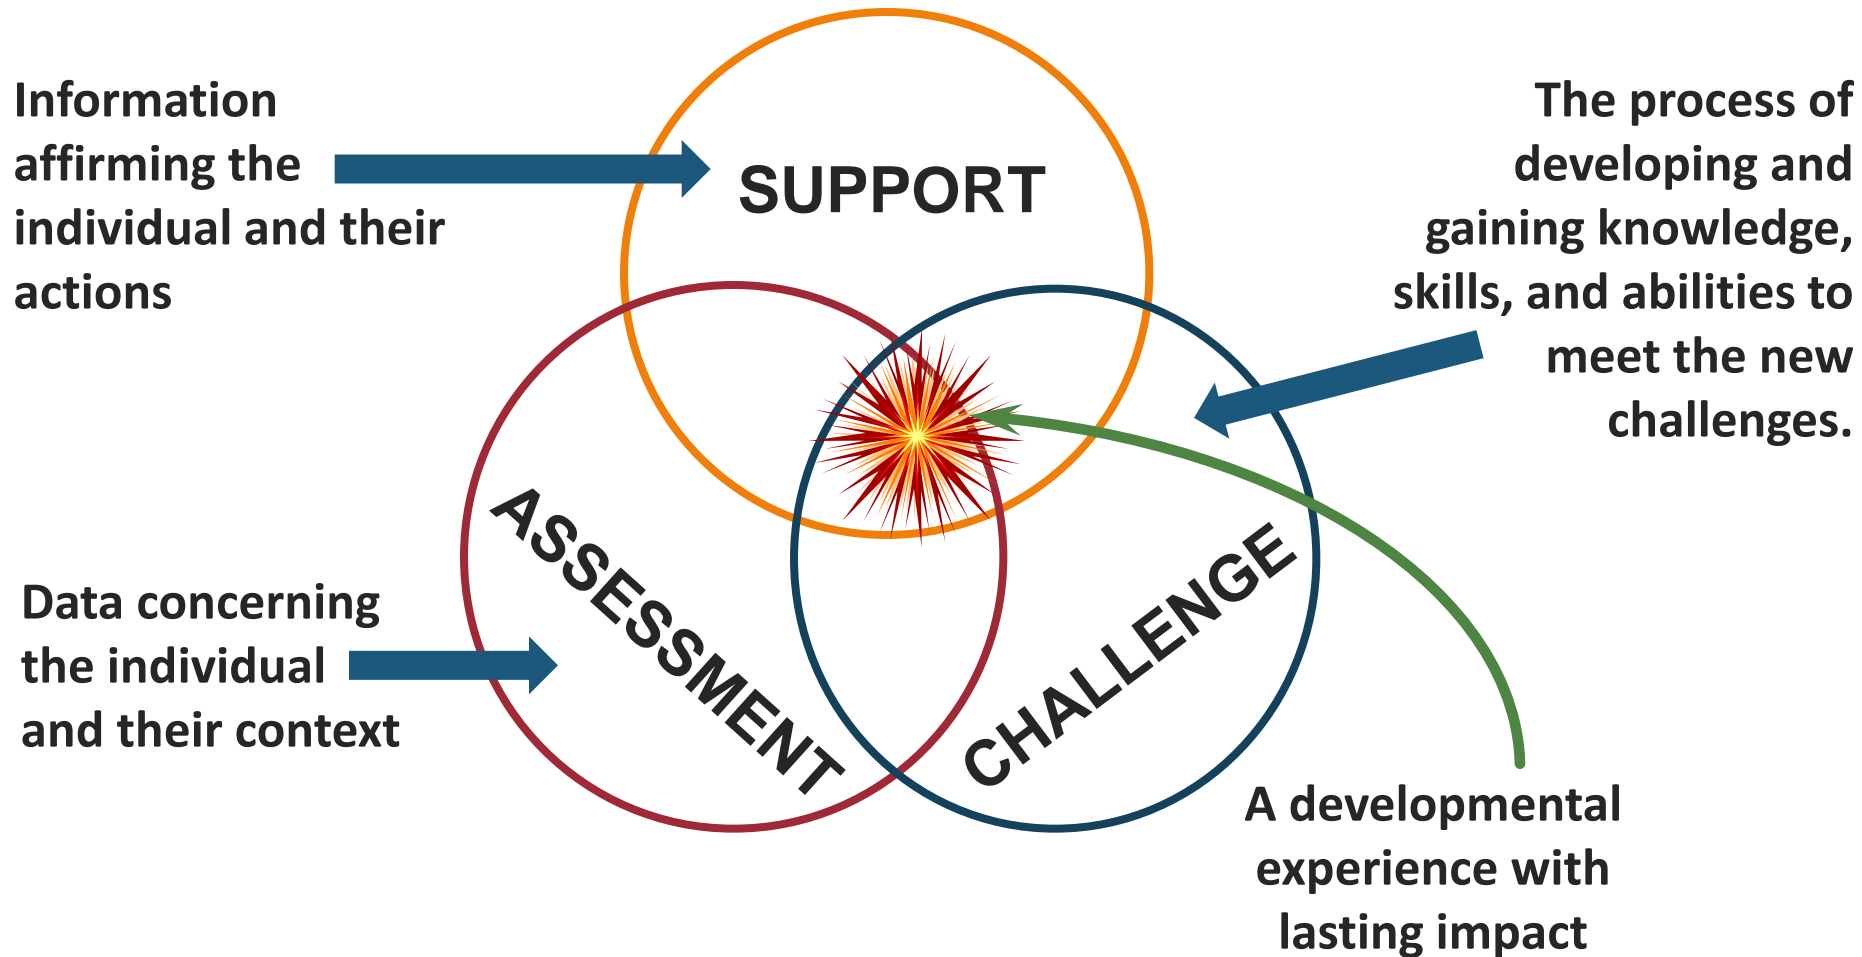 Information
affirming the
individual and their
actions
SUPPORT
The process of
developing and
gaining knowledge,
skills, and abilities to
meet the new
challenges.
ASSESSMENT
CHALLENGE
Data concerning
the individual
and their context
A developmental
experience with
lasting impact